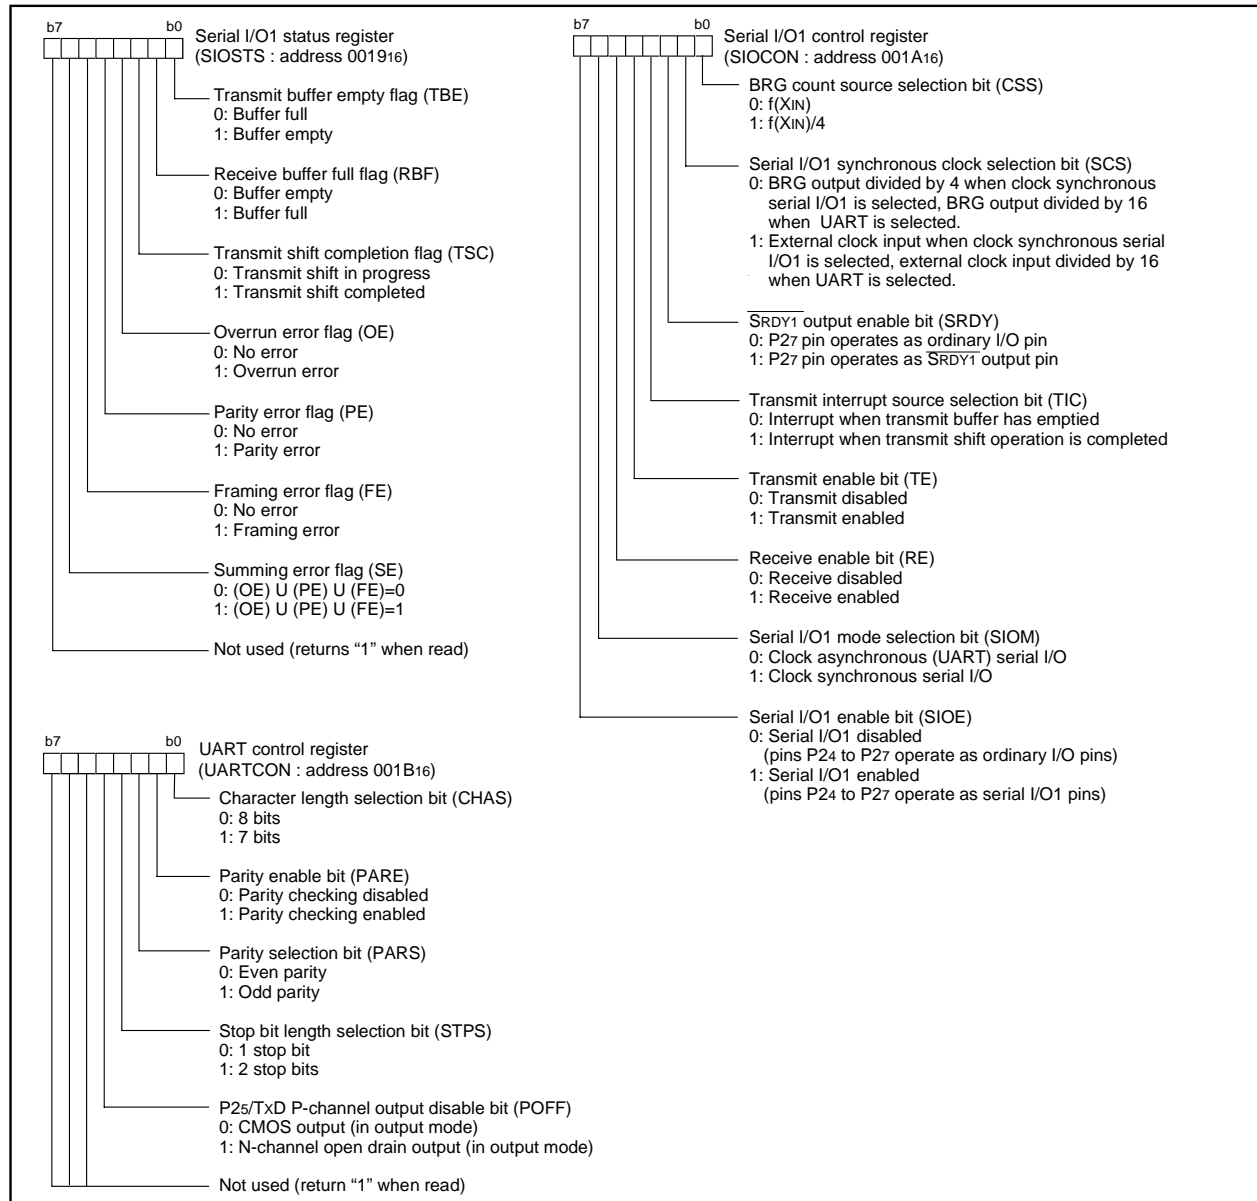 b7 b0
Serial I/O1 status register
(SIOSTS : address 001916)
Transmit buffer empty flag (TBE)
0: Buffer full
1: Buffer empty
Receive buffer full flag (RBF)
0: Buffer empty
1: Buffer full
Transmit shift completion flag (TSC)
0: Transmit shift in progress
1: Transmit shift completed
Overrun error flag (OE)
0: No error
1: Overrun error
Parity error flag (PE)
0: No error
1: Parity error
Framing error flag (FE)
0: No error
1: Framing error
Summing error flag (SE)
0: (OE) U (PE) U (FE)=0
1: (OE) U (PE) U (FE)=1
Not used (returns “1” when read)
b7 b0
UART control register
(UARTCON : address 001B16)
Character length selection bit (CHAS)
0: 8 bits
1: 7 bits
Parity enable bit (PARE)
0: Parity checking disabled
1: Parity checking enabled
Parity selection bit (PARS)
0: Even parity
1: Odd parity
Stop bit length selection bit (STPS)
0: 1 stop bit
1: 2 stop bits
P25/TXD P-channel output disable bit (POFF)
0: CMOS output (in output mode)
1: N-channel open drain output (in output mode)
Not used (return “1” when read)
b7 b0
Serial I/O1 control register
(SIOCON : address 001A16)
BRG count source selection bit (CSS)
0: f(XIN)
1: f(XIN)/4
Serial I/O1 synchronous clock selection bit (SCS)
0: BRG output divided by 4 when clock synchronous
serial I/O1 is selected, BRG output divided by 16
when UART is selected.
1: External clock input when clock synchronous serial
I/O1 is selected, external clock input divided by 16
when UART is selected.
SRDY1 output enable bit (SRDY)
0: P27 pin operates as ordinary I/O pin
1: P27 pin operates as SRDY1 output pin
Transmit interrupt source selection bit (TIC)
0: Interrupt when transmit buffer has emptied
1: Interrupt when transmit shift operation is completed
Transmit enable bit (TE)
0: Transmit disabled
1: Transmit enabled
Receive enable bit (RE)
0: Receive disabled
1: Receive enabled
Serial I/O1 mode selection bit (SIOM)
0: Clock asynchronous (UART) serial I/O
1: Clock synchronous serial I/O
Serial I/O1 enable bit (SIOE)
0: Serial I/O1 disabled
(pins P24 to P27 operate as ordinary I/O pins)
1: Serial I/O1 enabled
(pins P24 to P27 operate as serial I/O1 pins)